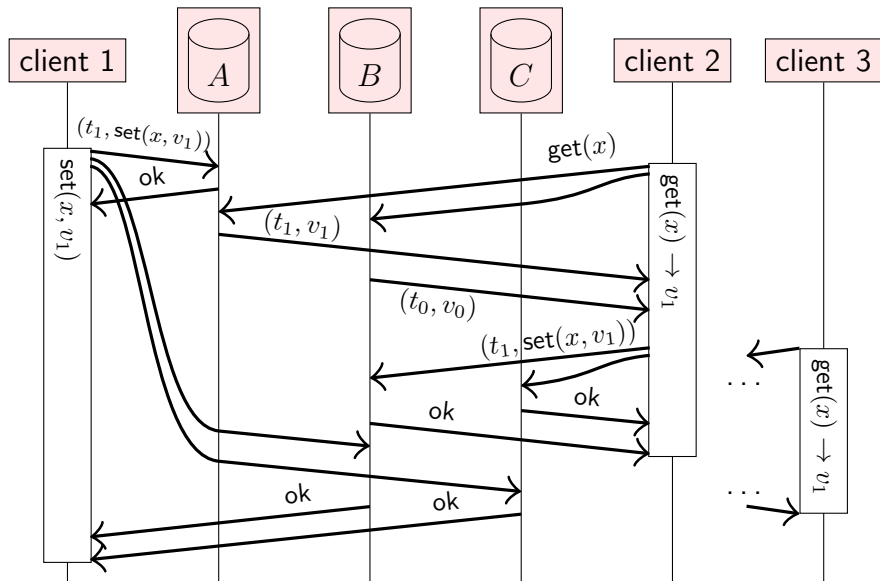 client 1
A
B
C
client 2
client 3
(t₁, set(x, v₁))
get(x)
ok
set(x, v₁)
get(x) → v₁
(t₁, v₁)
(t₀, v₀)
(t₁, set(x, v₁))
...
get(x) → v₁
ok
ok
ok
ok
...